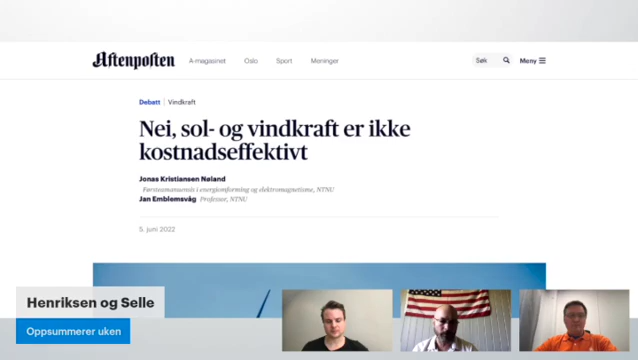 Aftenposten
A-magasinet Oslo Sport Meninger
Søk
Meny
Debatt | Vindkraft
Nei, sol- og vindkraft er ikke
kostnadseffektivt
Jonas Kristiansen Nøland
Førsteamanuensis i energiomforming og elektromagnetisme, NTNU
Jan Emblemsvåg Professor, NTNU
5. juni 2022
Henriksen og Selle
Oppsummerer uken